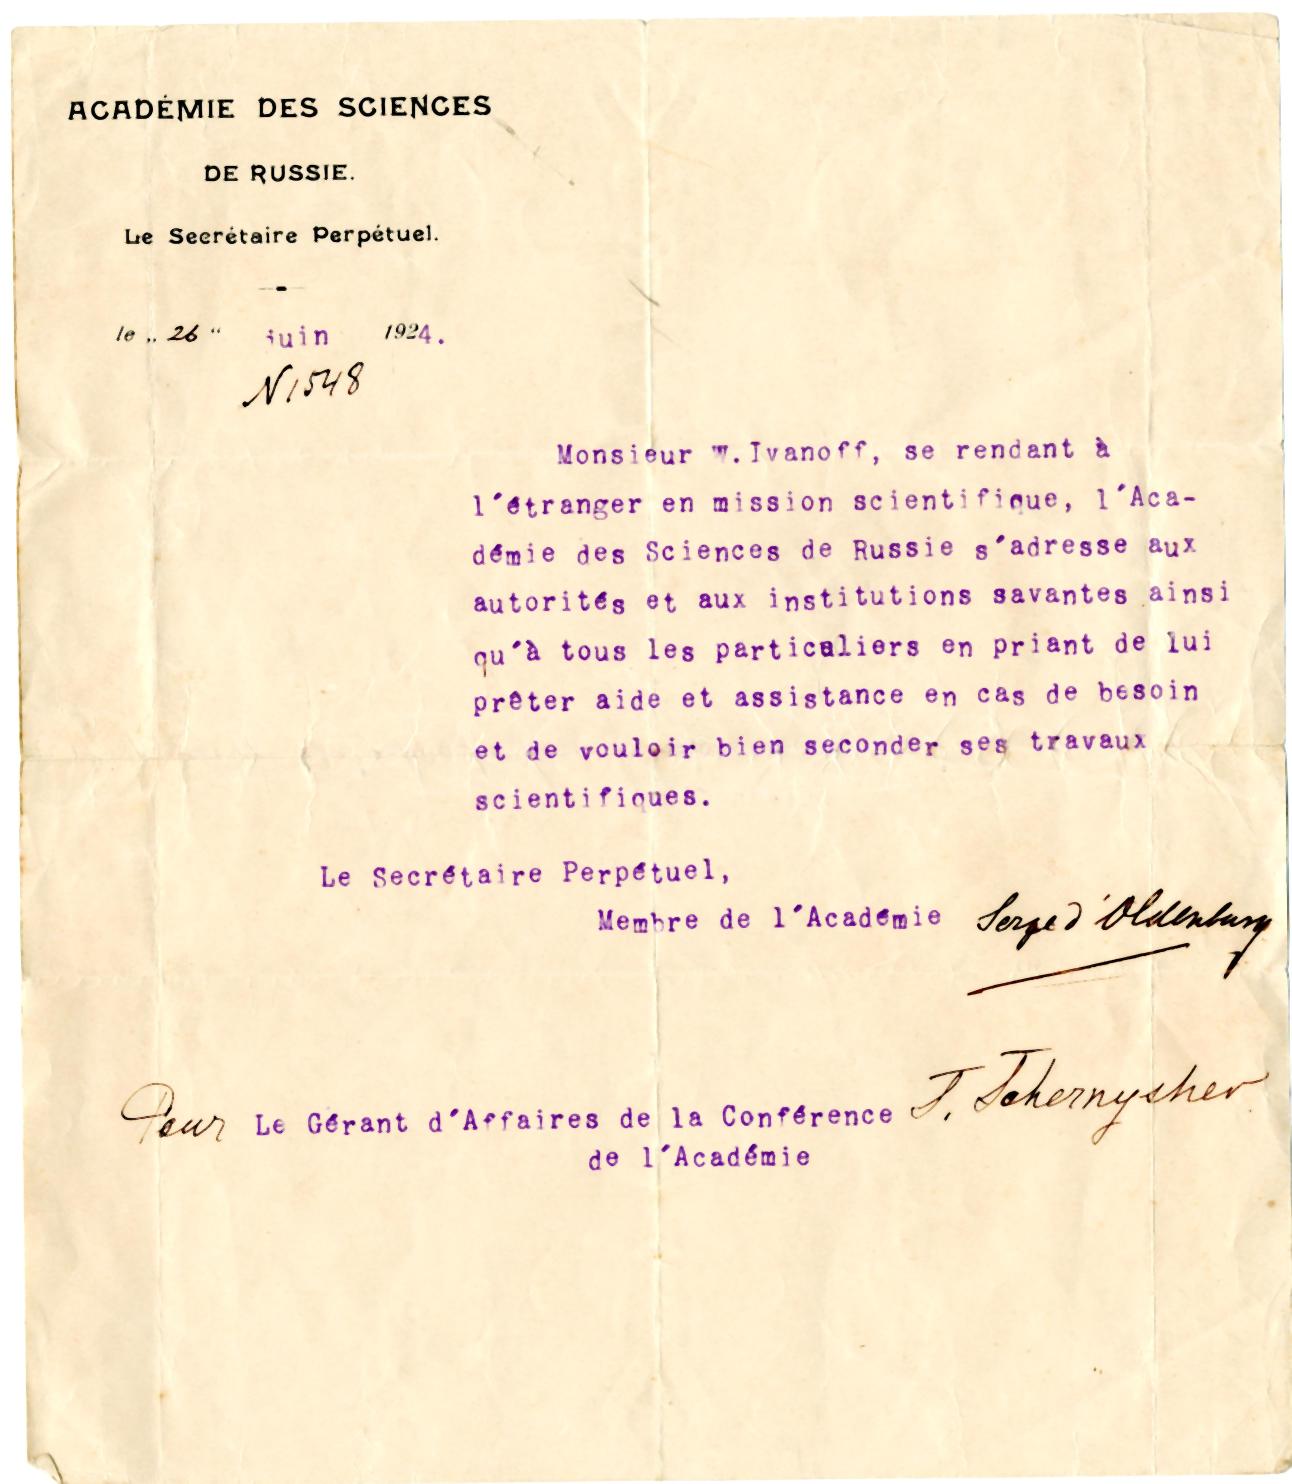 ACADÉMIE DES SCIENCES
DE RUSSIE.
Le Secrétaire Perpétuel.
le „ 26 “ juin 1924.
N 1548
Monsieur W. Ivanoff, se rendant à
l'étranger en mission scientifique, l'Aca-
démie des Sciences de Russie s'adresse aux
autorités et aux institutions savantes ainsi
qu'à tous les particuliers en priant de lui
prêter aide et assistance en cas de besoin
et de vouloir bien seconder ses travaux
scientifiques.
Le Secrétaire Perpétuel,
Membre de l'Académie Serge d'Oldenburg
Pour Le Gérant d'Affaires de la Conférence T. Tchernyshev
de l'Académie